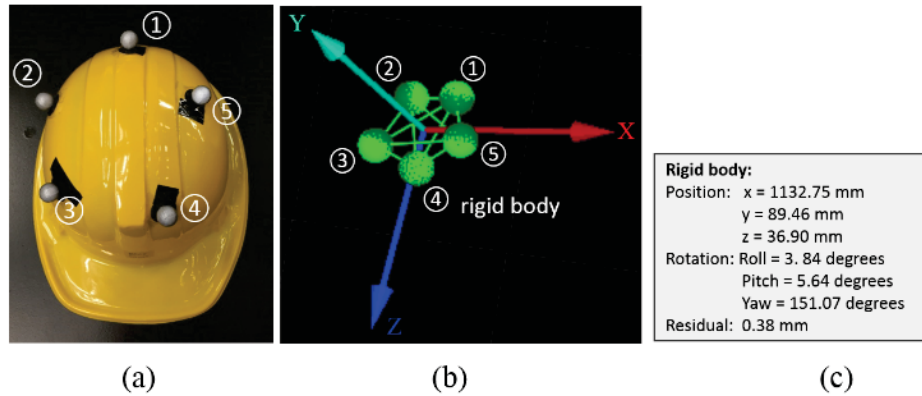 ①
②
③
④
⑤
Y
②
①
X
③
⑤
④
rigid body
Z
Rigid body:
Position: x = 1132.75 mm
y = 89.46 mm
z = 36.90 mm
Rotation: Roll = 3. 84 degrees
Pitch = 5.64 degrees
Yaw = 151.07 degrees
Residual: 0.38 mm
(a)
(b)
(c)